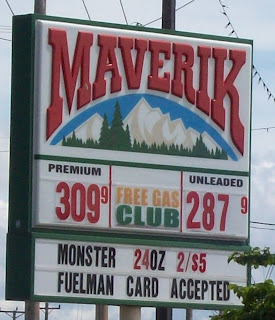 MAVERIK
PREMIUM
UNLEADED
309 9
FREE GAS
CLUB
287 9
MONSTER 24OZ 2/$5
FUELMAN CARD ACCEPTED